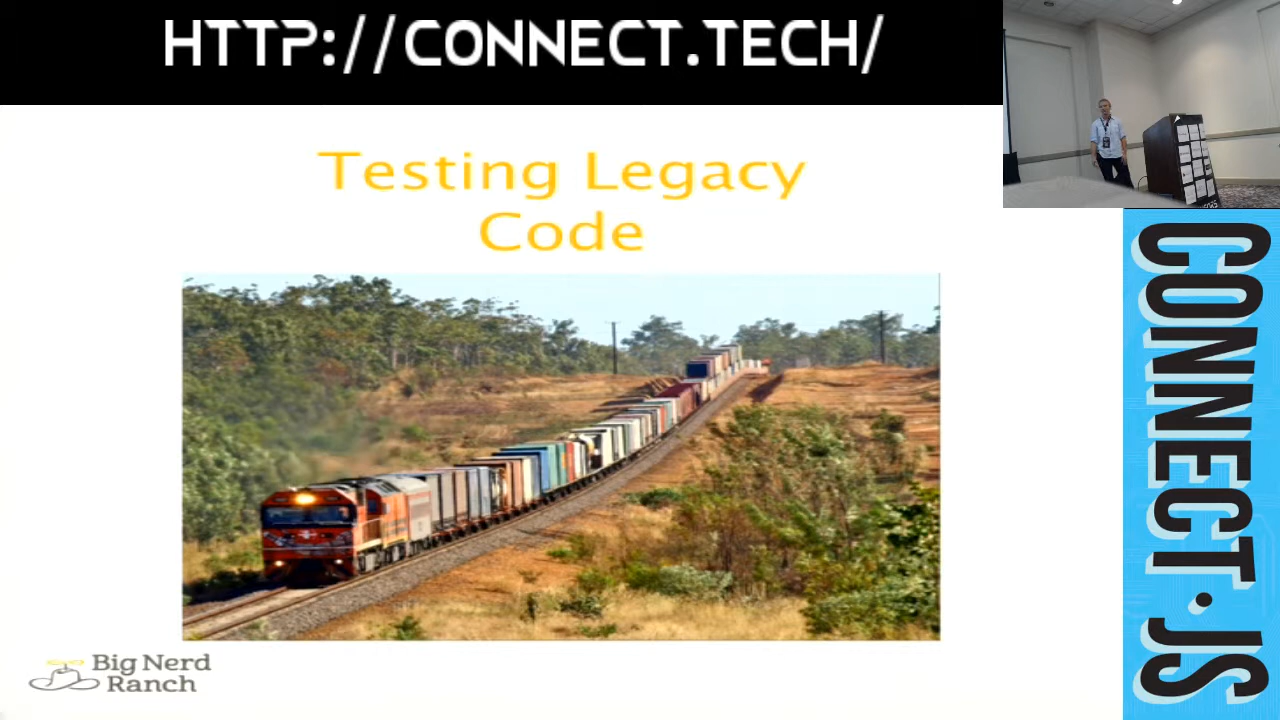 HTTP://CONNECT.TECH/
Testing Legacy
Code
Big Nerd
Ranch
CONNECT.JS